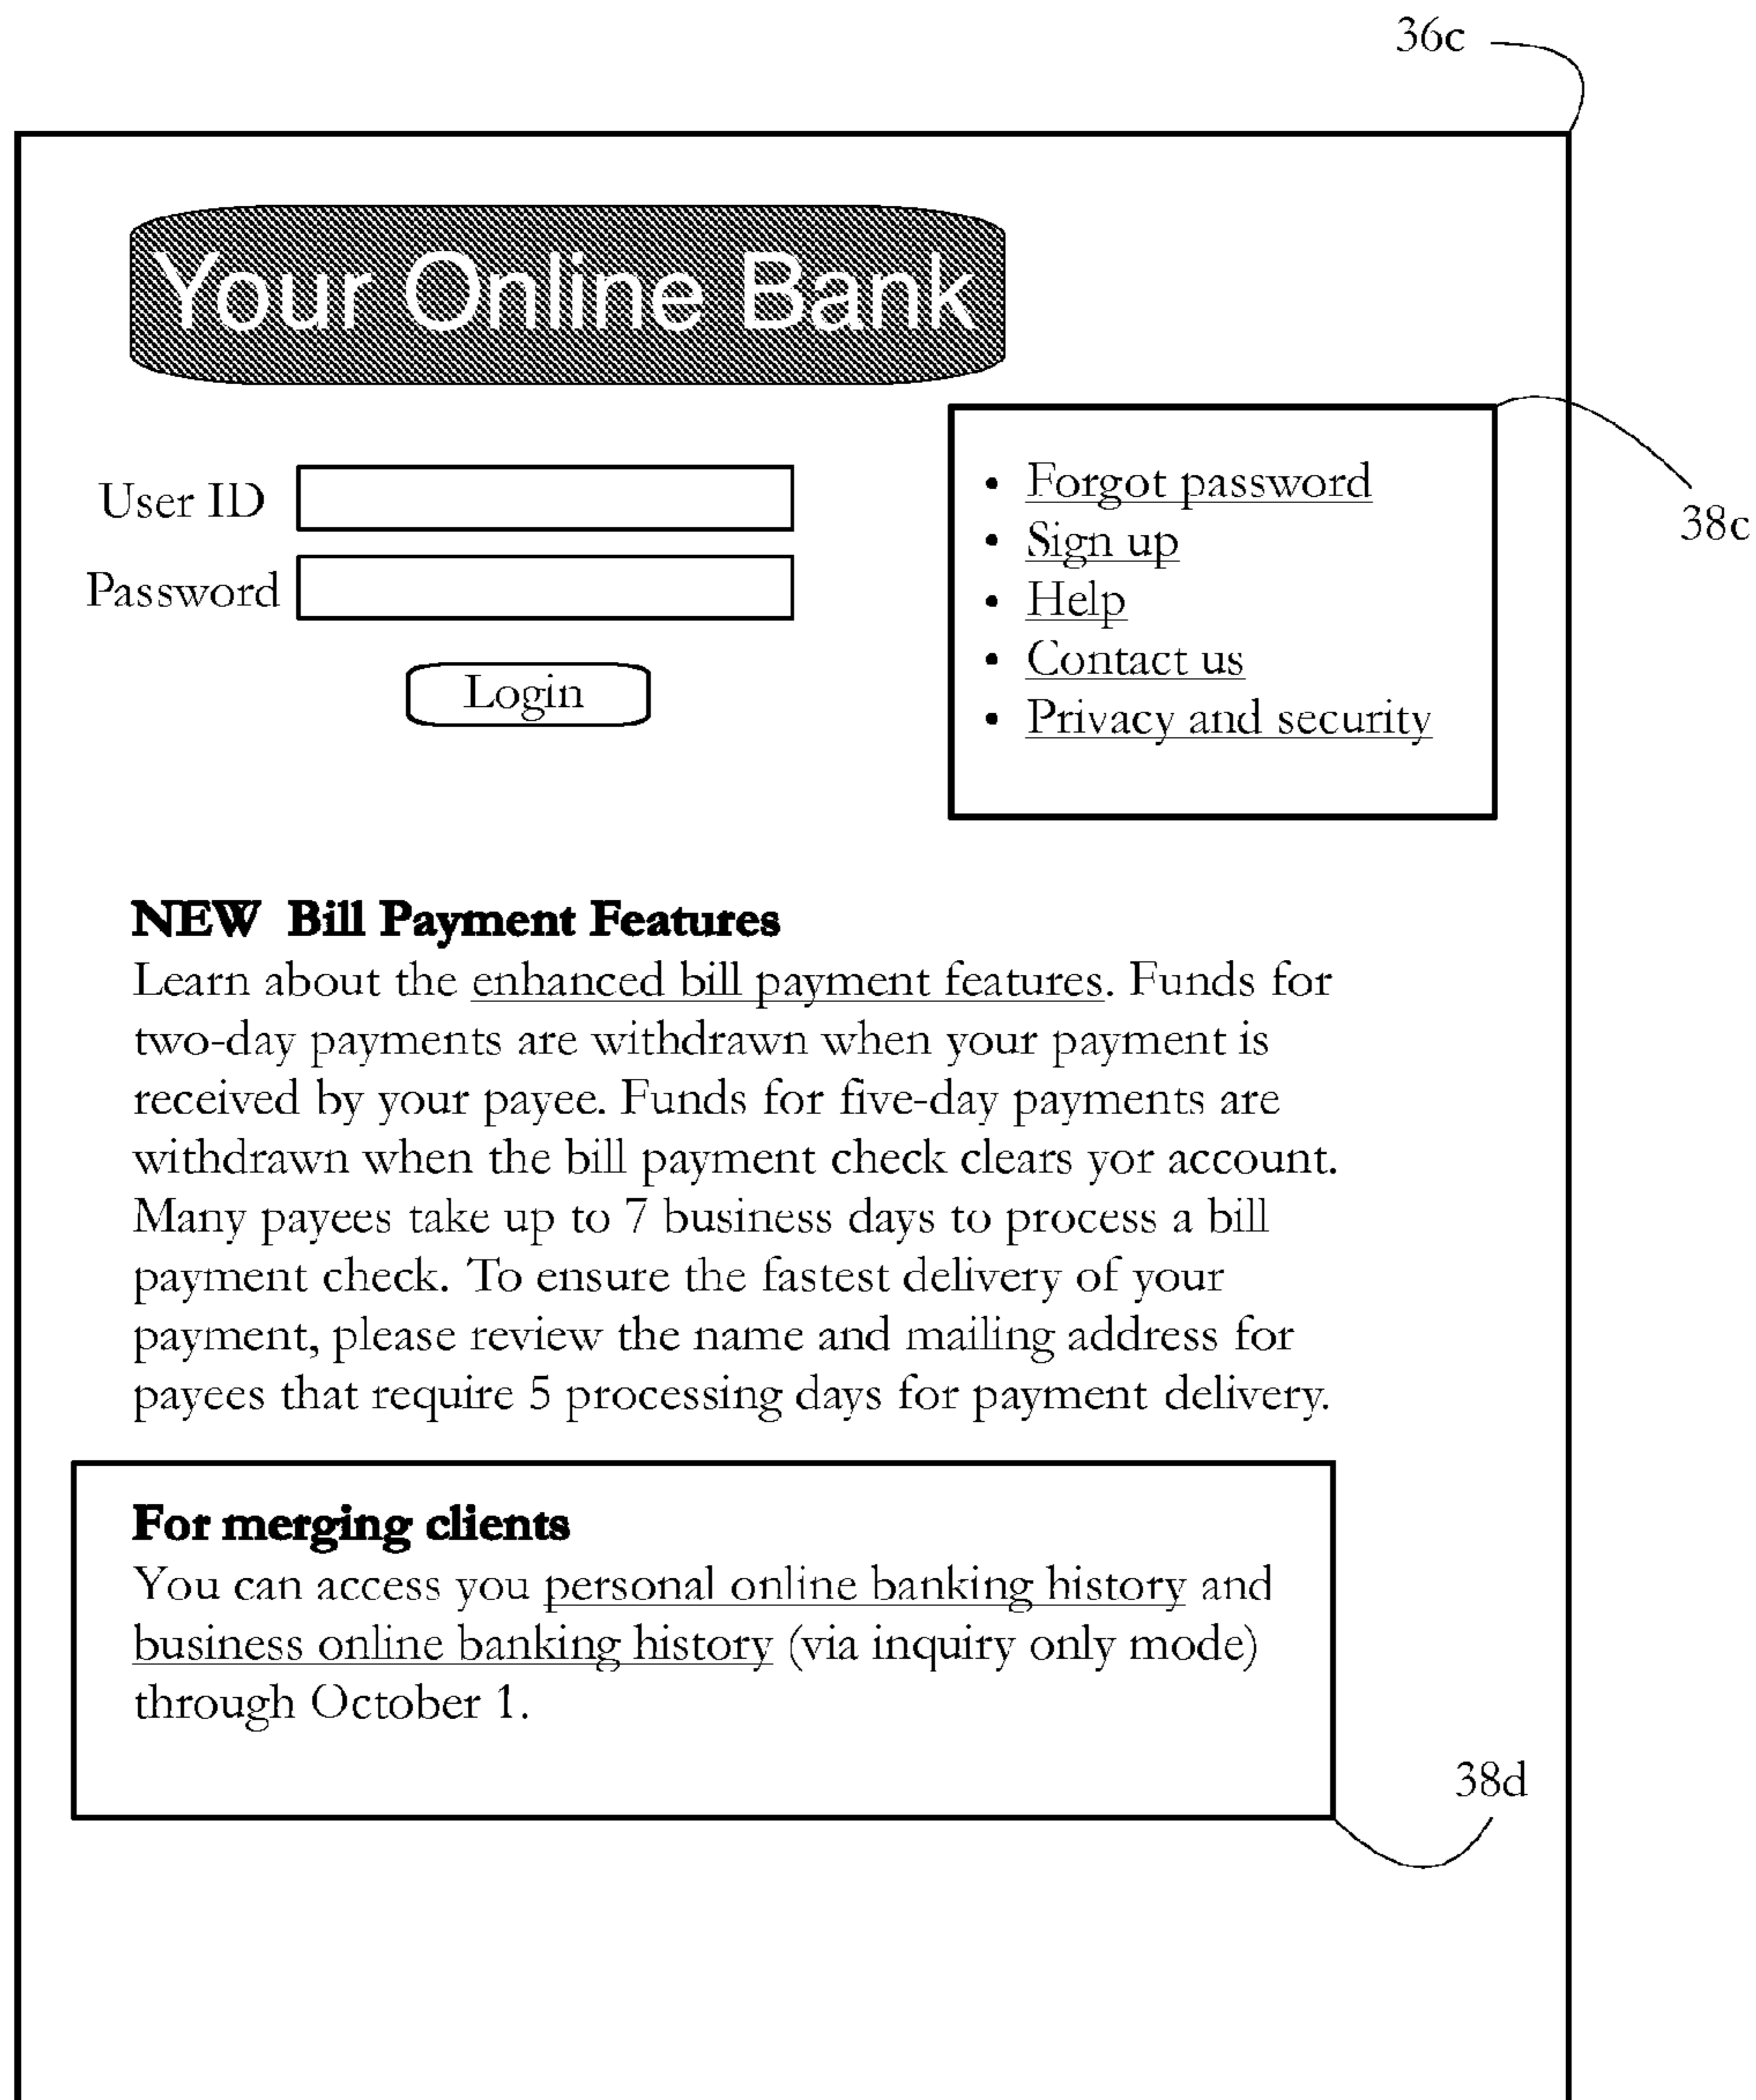 36c
Your Online Bank
User ID
Password
Login
• Forgot password
• Sign up
• Help
• Contact us
• Privacy and security
38c
NEW Bill Payment Features
Learn about the enhanced bill payment features. Funds for
two-day payments are withdrawn when your payment is
received by your payee. Funds for five-day payments are
withdrawn when the bill payment check clears yor account.
Many payees take up to 7 business days to process a bill
payment check. To ensure the fastest delivery of your
payment, please review the name and mailing address for
payees that require 5 processing days for payment delivery.
For merging clients
You can access you personal online banking history and
business online banking history (via inquiry only mode)
through October 1.
38d